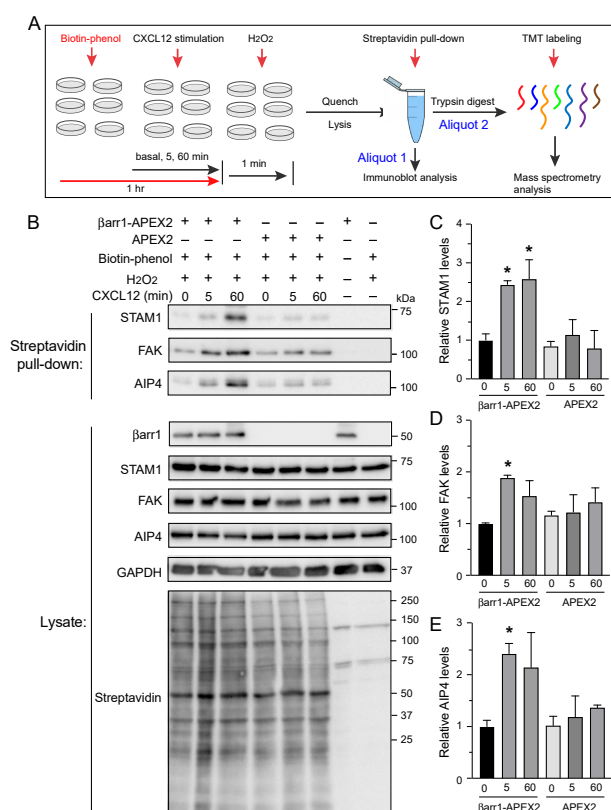 A
Biotin-phenol CXCL12 stimulation H2O2 Streptavidin pull-down TMT labeling
Quench
Lysis
Trypsin digest
Aliquot 2
Aliquot 1
Immunoblot analysis
Mass spectrometry
analysis
basal, 5, 60 min
1 min
1 hr
B
βarr1-APEX2 + + + – – – + –
APEX2 – – – + + + – –
Biotin-phenol + + + + + + – +
H2O2 + + + + + + – +
CXCL12 (min) 0 5 60 0 5 60 – –
kDa
Streptavidin
pull-down:
STAM1 75
FAK 100
AIP4 100
Lysate:
βarr1 50
STAM1 75
FAK 100
AIP4 100
GAPDH 37
Streptavidin
250
150
100
75
50
37
25
C
Relative STAM1 levels
4
3
2
1
0
* *
0 5 60 0 5 60
βarr1-APEX2 APEX2
D
Relative FAK levels
3
2
1
0
*
0 5 60 0 5 60
βarr1-APEX2 APEX2
E
Relative AIP4 levels
3
2
1
0
*
0 5 60 0 5 60
βarr1-APEX2 APEX2